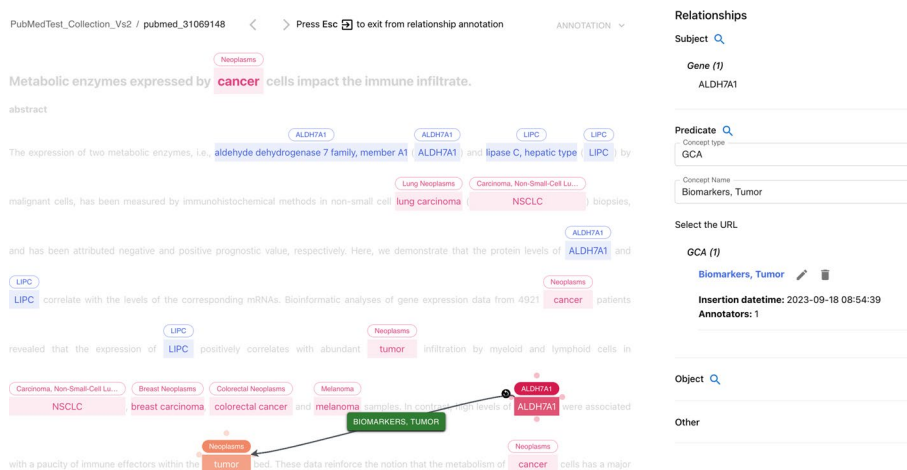 PubMedTest_Collection_Vs2 / pubmed_31069148
Press Esc to exit from relationship annotation
ANNOTATION
Neoplasms
Metabolic enzymes expressed by cancer cells impact the immune infiltrate.
abstract
ALDH7A1 ALDH7A1 LIPC LIPC
The expression of two metabolic enzymes, i.e., aldehyde dehydrogenase 7 family, member A1 (ALDH7A1) and lipase C, hepatic type (LIPC) by
Lung Neoplasms Carcinoma, Non-Small-Cell Lu...
malignant cells, has been measured by immunohistochemical methods in non-small cell lung carcinoma (NSCLC) biopsies,
ALDH7A1
and has been attributed negative and positive prognostic value, respectively. Here, we demonstrate that the protein levels of ALDH7A1 and
LIPC Neoplasms
LIPC correlate with the levels of the corresponding mRNAs. Bioinformatic analyses of gene expression data from 4921 cancer patients
LIPC Neoplasms
revealed that the expression of LIPC positively correlates with abundant tumor infiltration by myeloid and lymphoid cells in
Carcinoma, Non-Small-Cell Lu... Breast Neoplasms Colorectal Neoplasms Melanoma ALDH7A1
NSCLC, breast carcinoma, colorectal cancer and melanoma samples. In contrast, high levels of ALDH7A1 were associated
BIOMARKERS, TUMOR
Neoplasms Neoplasms
with a paucity of immune effectors within the tumor bed. These data reinforce the notion that the metabolism of cancer cells has a major
Relationships
Subject
Gene (1)
ALDH7A1
Predicate
Concept type
GCA
Concept Name
Biomarkers, Tumor
Select the URL
GCA (1)
Biomarkers, Tumor
Insertion datetime: 2023-09-18 08:54:39
Annotators: 1
Object
Other